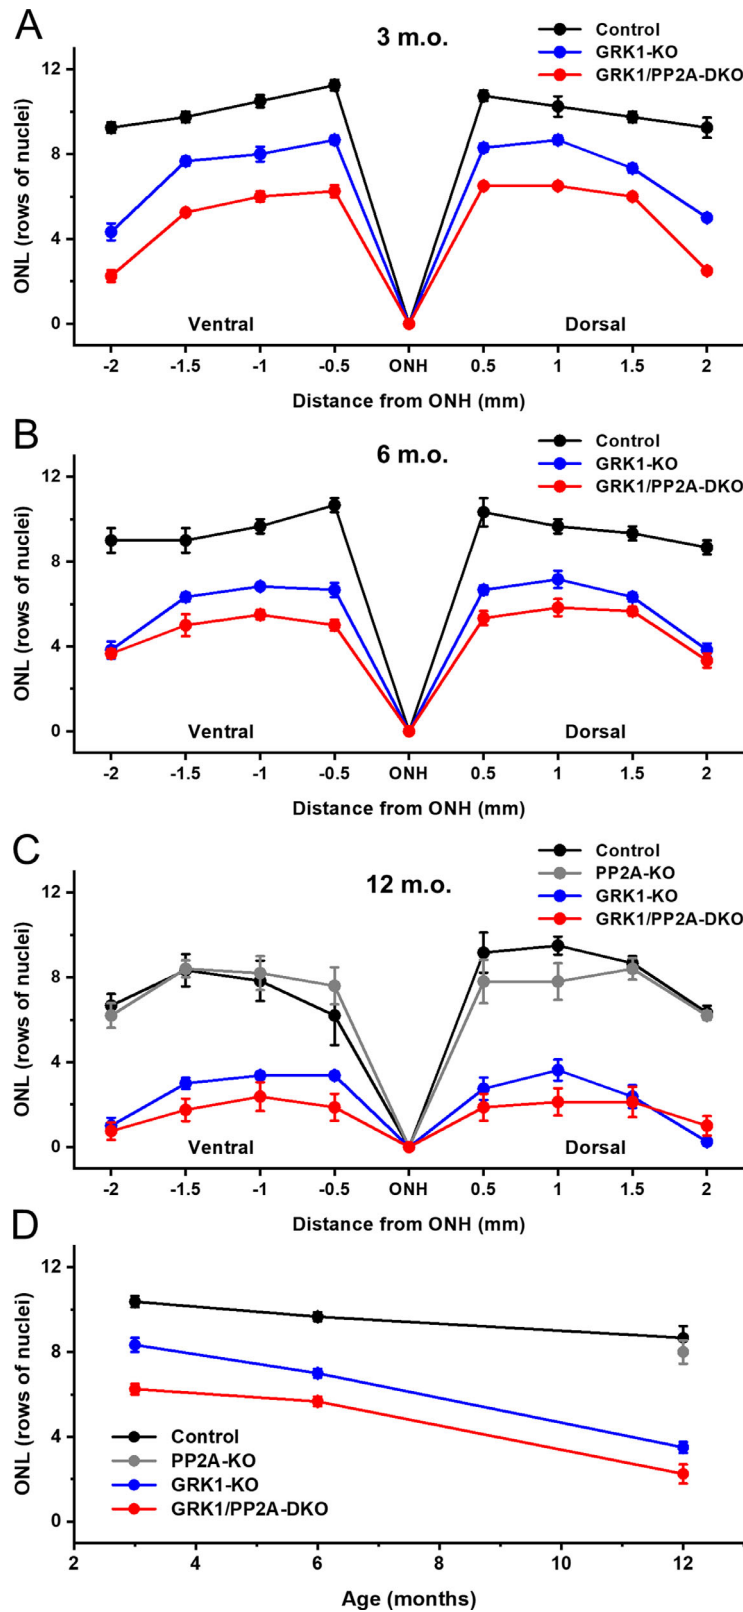 A
3 m.o.
Control
GRK1-KO
GRK1/PP2A-DKO
ONL (rows of nuclei)
12
8
4
0
Ventral
Dorsal
-2 -1.5 -1 -0.5 ONH 0.5 1 1.5 2
Distance from ONH (mm)
B
6 m.o.
Control
GRK1-KO
GRK1/PP2A-DKO
ONL (rows of nuclei)
12
8
4
0
Ventral
Dorsal
-2 -1.5 -1 -0.5 ONH 0.5 1 1.5 2
Distance from ONH (mm)
C
12 m.o.
Control
PP2A-KO
GRK1-KO
GRK1/PP2A-DKO
ONL (rows of nuclei)
12
8
4
0
Ventral
Dorsal
-2 -1.5 -1 -0.5 ONH 0.5 1 1.5 2
Distance from ONH (mm)
D
ONL (rows of nuclei)
12
8
4
0
Control
PP2A-KO
GRK1-KO
GRK1/PP2A-DKO
2 4 6 8 10 12
Age (months)